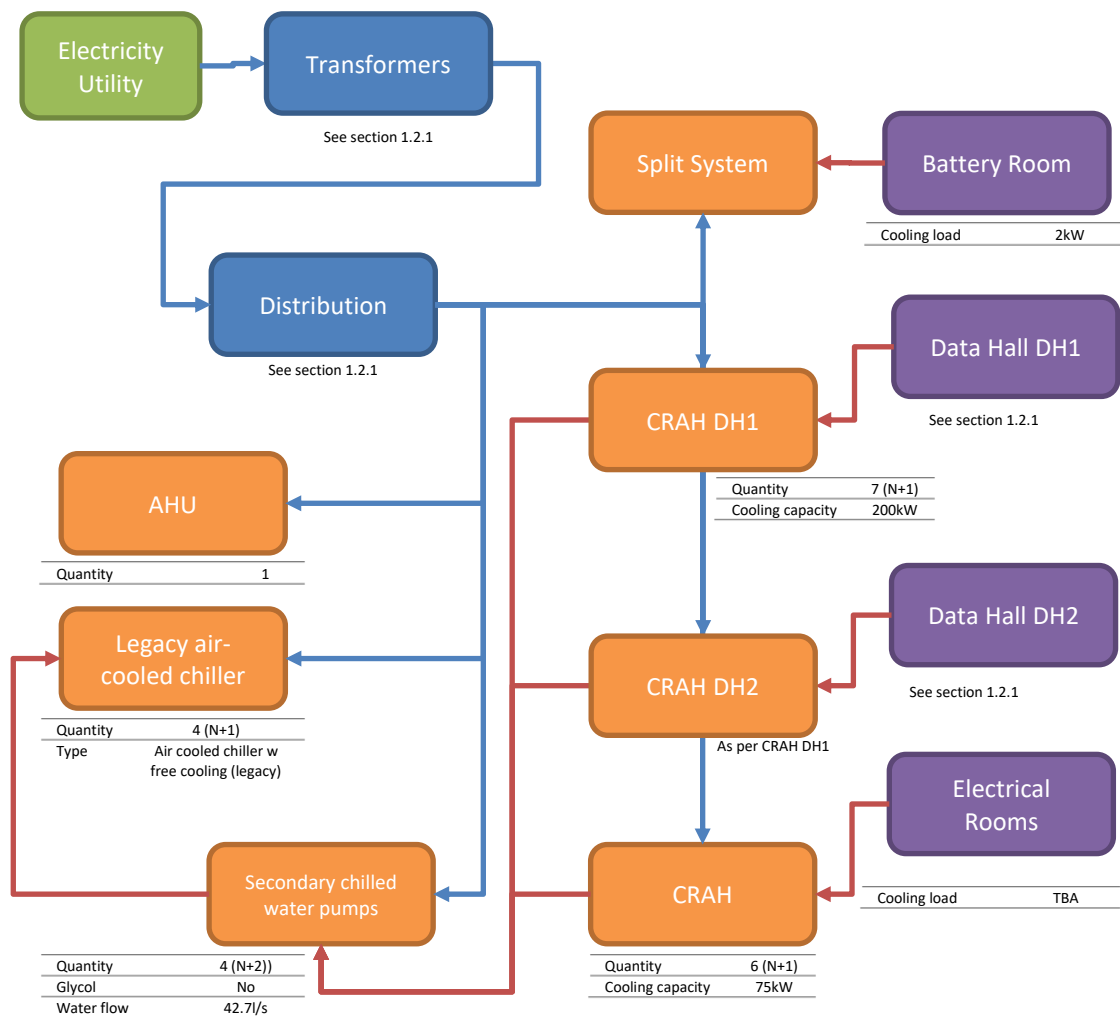 Electricity
Utility
Transformers
See section 1.2.1
Split System
Battery Room
Cooling load 2kW
Distribution
See section 1.2.1
Data Hall DH1
See section 1.2.1
CRAH DH1
Quantity 7 (N+1)
Cooling capacity 200kW
AHU
Quantity 1
Legacy air-
cooled chiller
Quantity 4 (N+1)
Type Air cooled chiller w
free cooling (legacy)
Data Hall DH2
See section 1.2.1
CRAH DH2
As per CRAH DH1
Electrical
Rooms
Cooling load TBA
Secondary chilled
water pumps
Quantity 4 (N+2))
Glycol No
Water flow 42.7l/s
CRAH
Quantity 6 (N+1)
Cooling capacity 75kW